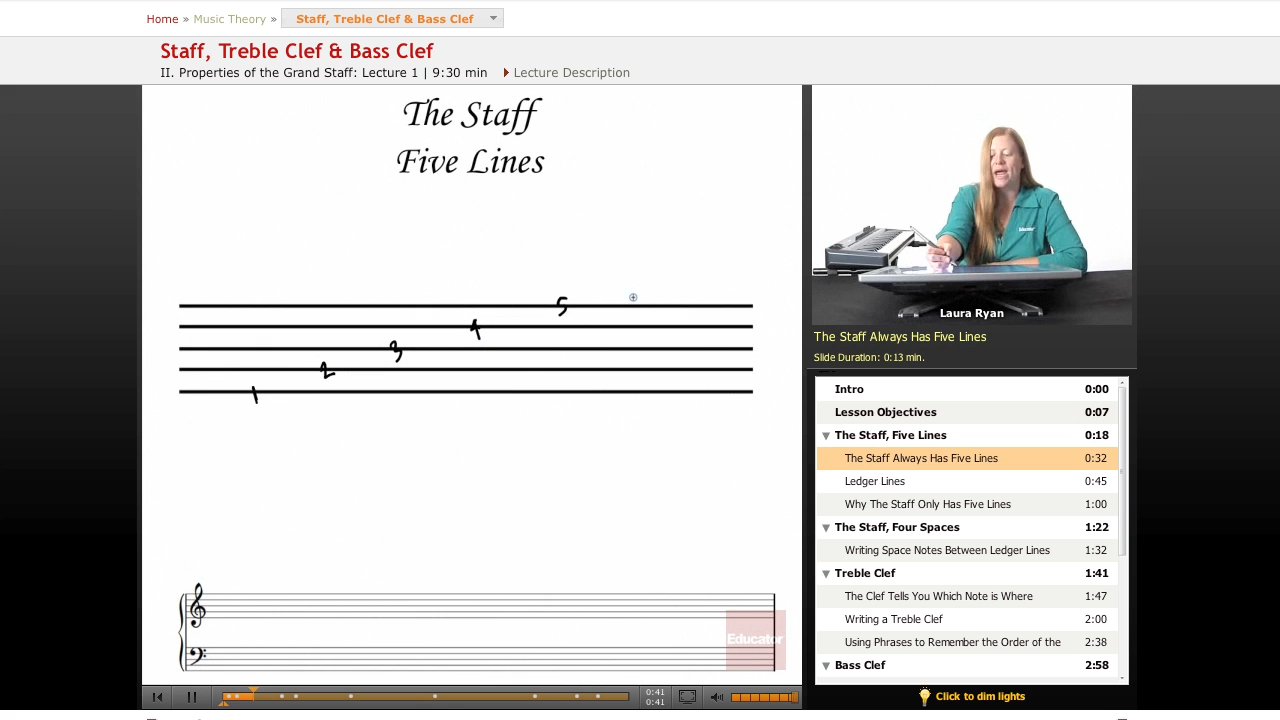 Home » Music Theory » Staff, Treble Clef & Bass Clef
Staff, Treble Clef & Bass Clef
II. Properties of the Grand Staff: Lecture 1 | 9:30 min Lecture Description
The Staff
Five Lines
5
4
3
2
1
Educator
0:41
0:41
Educator
Laura Ryan
The Staff Always Has Five Lines
Slide Duration: 0:13 min.
Intro 0:00
Lesson Objectives 0:07
The Staff, Five Lines 0:18
The Staff Always Has Five Lines 0:32
Ledger Lines 0:45
Why The Staff Only Has Five Lines 1:00
The Staff, Four Spaces 1:22
Writing Space Notes Between Ledger Lines 1:32
Treble Clef 1:41
The Clef Tells You Which Note is Where 1:47
Writing a Treble Clef 2:00
Using Phrases to Remember the Order of the 2:38
Bass Clef 2:58
Click to dim lights